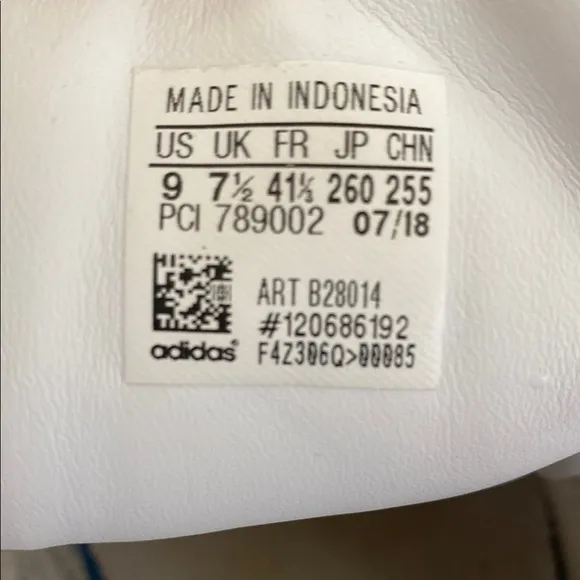 MADE IN INDONESIA
US UK FR JP CHN
9 7½ 41⅓ 260 255
PCI 789002 07/18
ART B28014
#120686192
adidas® F4Z306Q>00085